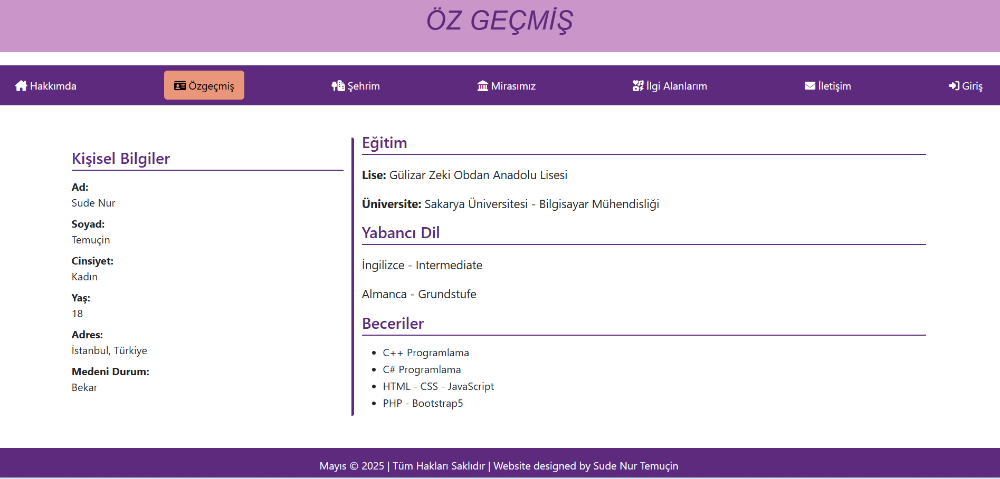 ÖZ GEÇMİŞ
Hakkımda Özgeçmiş Şehrim Mirasımız İlgi Alanlarım İletişim Giriş
Kişisel Bilgiler
Ad:
Sude Nur
Soyad:
Temuçin
Cinsiyet:
Kadın
Yaş:
18
Adres:
İstanbul, Türkiye
Medeni Durum:
Bekar
Eğitim
Lise: Gülizar Zeki Obdan Anadolu Lisesi
Üniversite: Sakarya Üniversitesi - Bilgisayar Mühendisliği
Yabancı Dil
İngilizce - Intermediate
Almanca - Grundstufe
Beceriler
• C++ Programlama
• C# Programlama
• HTML - CSS - JavaScript
• PHP - Bootstrap5
Mayıs © 2025 | Tüm Hakları Saklıdır | Website designed by Sude Nur Temuçin